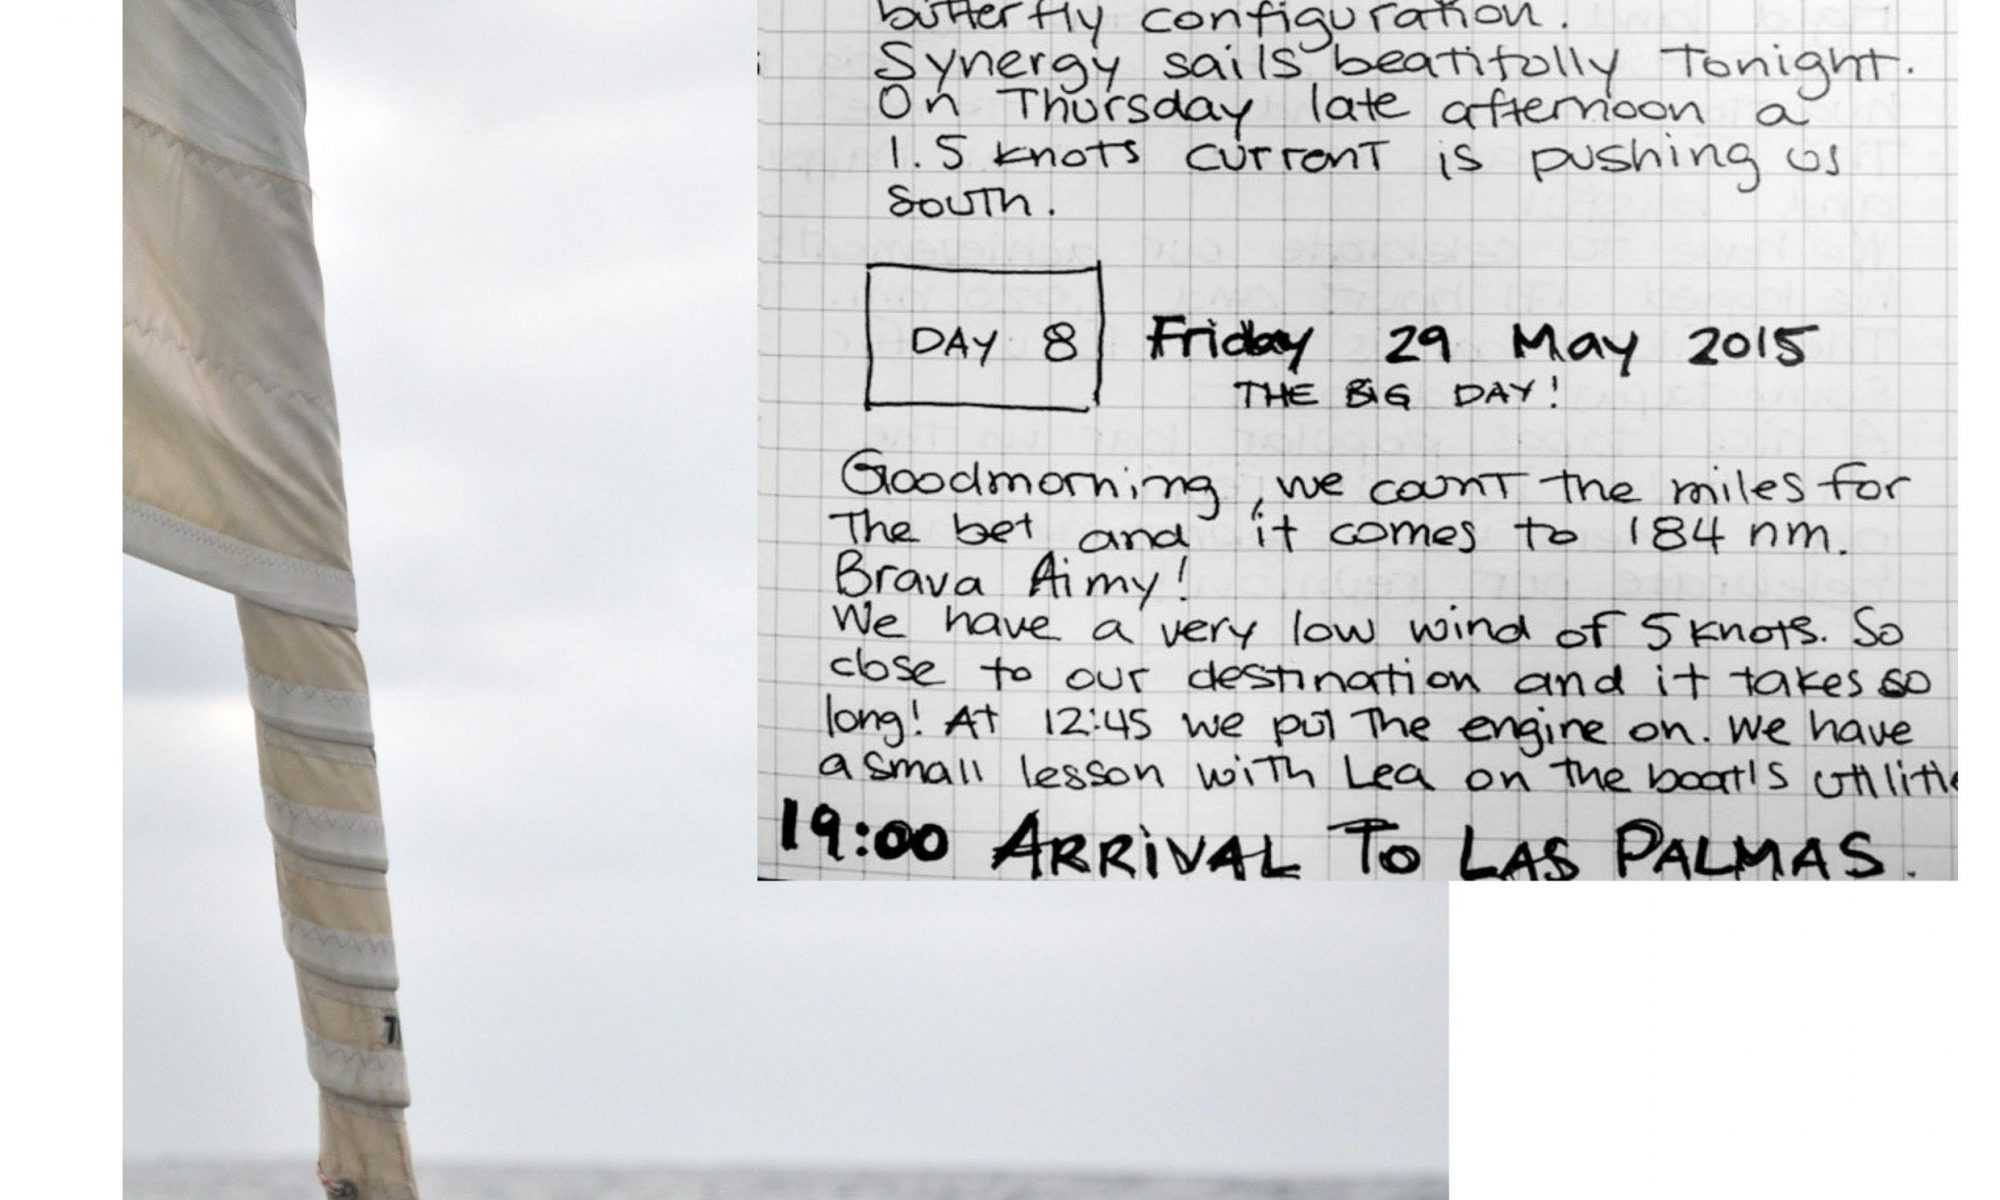 butterfly configuration.
Synergy sails beatifully Tonight.
On Thursday late afternoon a
1.5 knots current is pushing us
south.
DAY 8
Friday 29 May 2015
THE BIG DAY!
Goodmorning, we count the miles for
The bet and it comes to 184 nm.
Brava Aimy!
We have a very low wind of 5 knots. So
close to our destination and it takes so
long! At 12:45 we put The engine on. We have
a small lesson with Lea on the boat's
19:00 ARRIVAL TO LAS PALMAS.